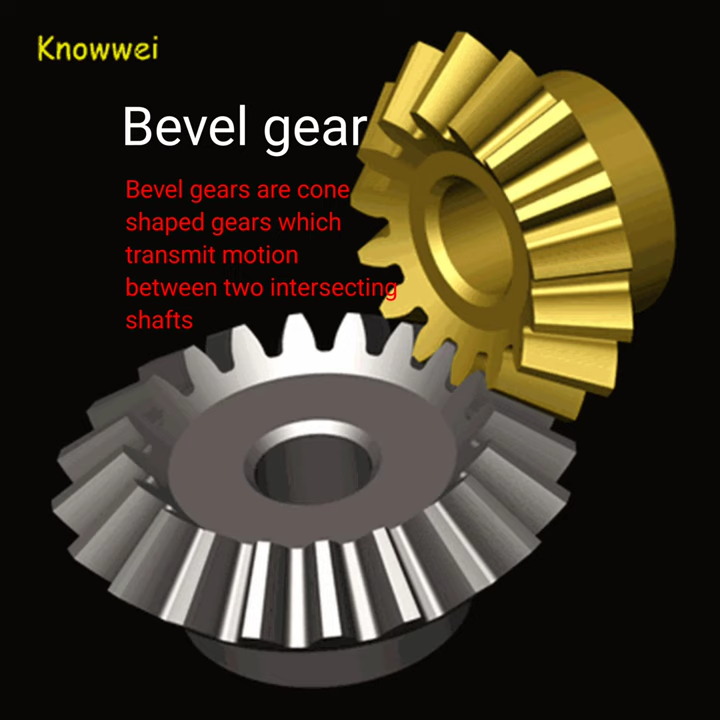 Knowwei
Bevel gear
Bevel gears are cone
shaped gears which
transmit motion
between two intersecting
shafts